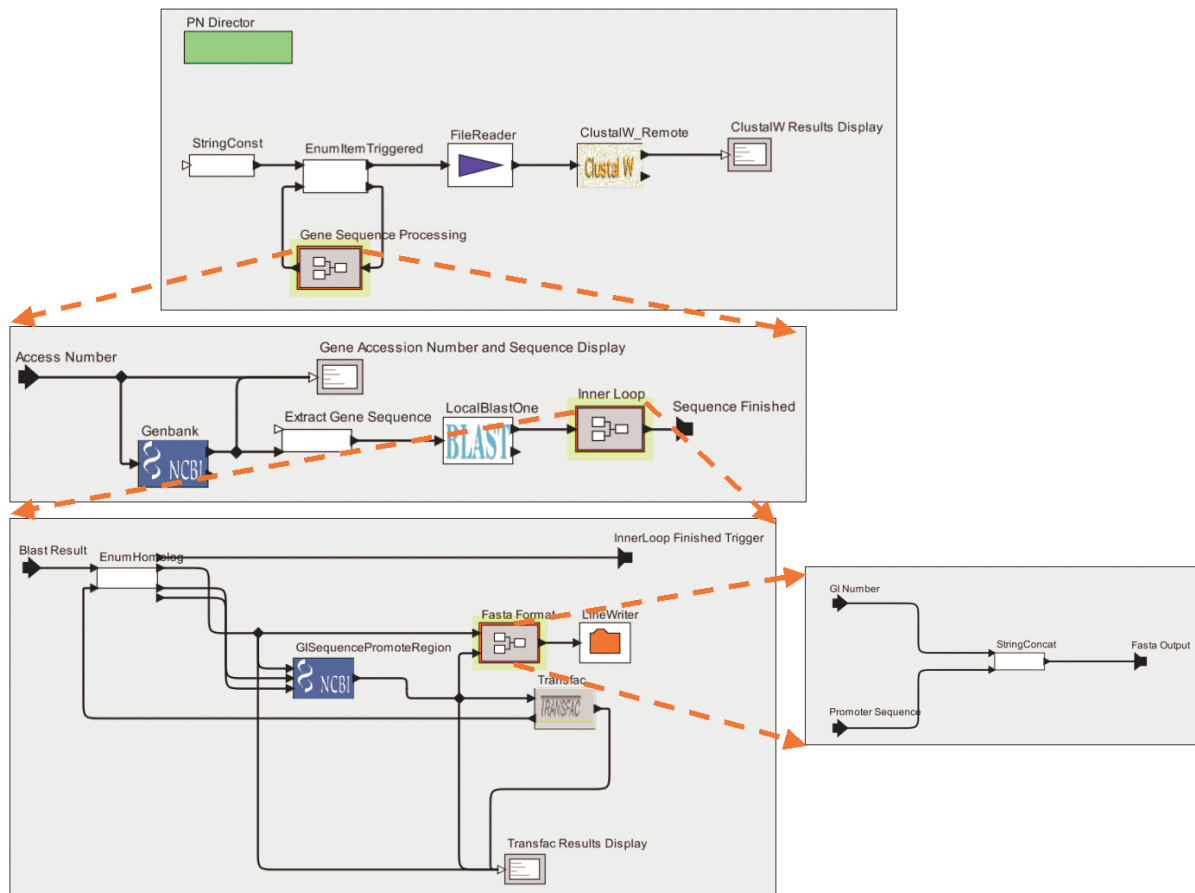 PN Director
StringConst
EnumItemTriggered
FileReader
ClustalW_Remote
Clustal W
ClustalW Results Display
Gene Sequence Processing
Access Number
Gene Accession Number and Sequence Display
Genbank
NCBI
Extract Gene Sequence
LocalBlastOne
BLAST
Inner Loop
Sequence Finished
Blast Result
EnumHomolog
InnerLoop Finished Trigger
GISequencePromoteRegion
NCBI
Fasta Format
LineWriter
Transfac
TRANSFAC
Transfac Results Display
GI Number
StringConcat
Fasta Output
Promoter Sequence